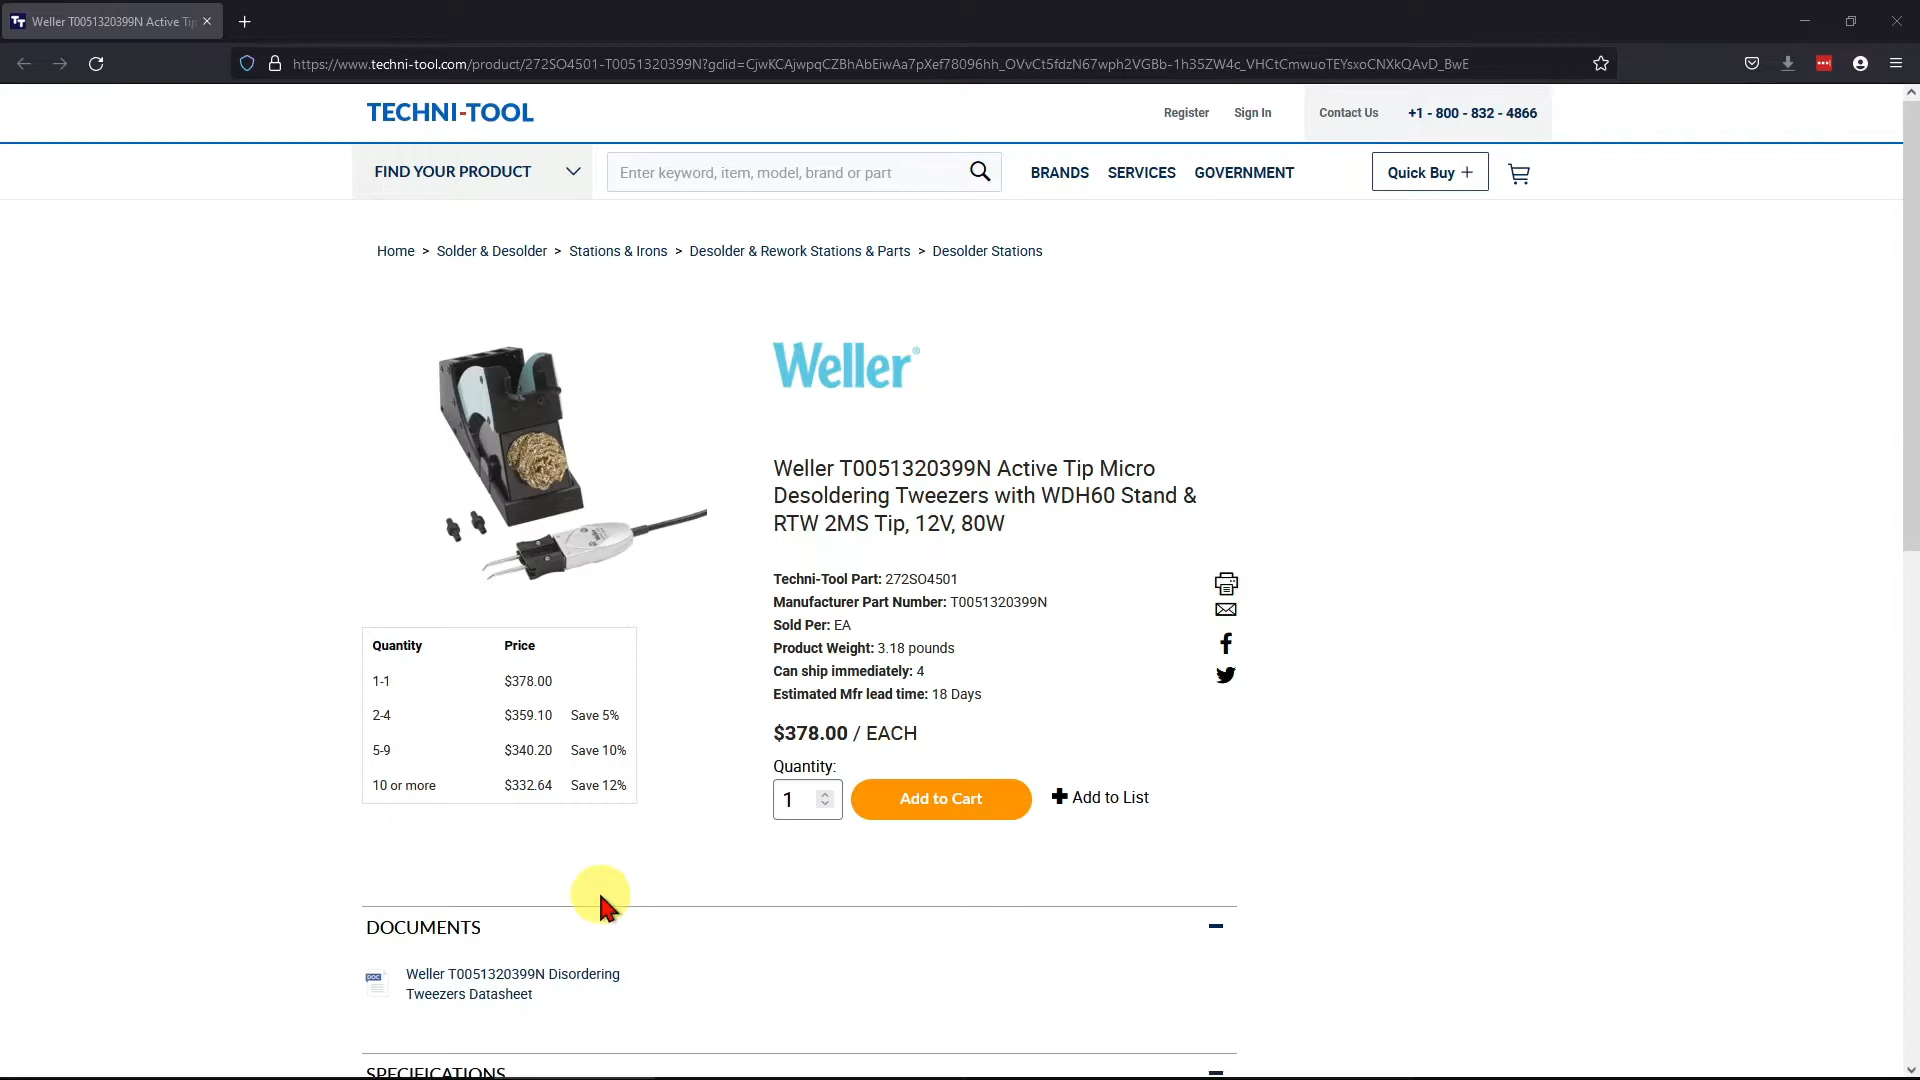 Weller T0051320399N Active Tip
https://www.techni-tool.com/product/272SO4501-T0051320399N?gclid=CjwKCAjwpqCZBhAbEiwAa7pXef78096hh_OVvCt5fdzN67wph2VGBb-1h35ZW4c_VHCtCmwuoTEYsxoCNXkQAvD_BwE
TECHNI-TOOL
Register Sign In Contact Us +1 - 800 - 832 - 4866
FIND YOUR PRODUCT
Enter keyword, item, model, brand or part
BRANDS SERVICES GOVERNMENT
Quick Buy +
Home > Solder & Desolder > Stations & Irons > Desolder & Rework Stations & Parts > Desolder Stations
Weller®
Weller T0051320399N Active Tip Micro
Desoldering Tweezers with WDH60 Stand &
RTW 2MS Tip, 12V, 80W
Techni-Tool Part: 272SO4501
Manufacturer Part Number: T0051320399N
Sold Per: EA
Product Weight: 3.18 pounds
Can ship immediately: 4
Estimated Mfr lead time: 18 Days
$378.00 / EACH
Quantity:
1
Add to Cart
Add to List
Quantity Price
1-1 $378.00
2-4 $359.10 Save 5%
5-9 $340.20 Save 10%
10 or more $332.64 Save 12%
DOCUMENTS
DOC
Weller T0051320399N Disordering
Tweezers Datasheet
SPECIFICATIONS